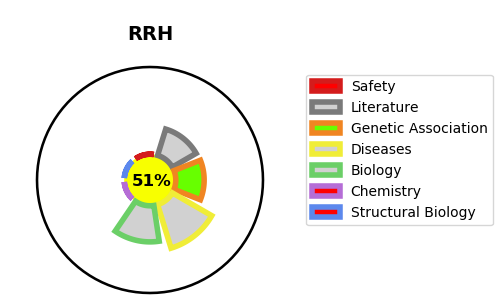 RRH
51%
Safety
Literature
Genetic Association
Diseases
Biology
Chemistry
Structural Biology